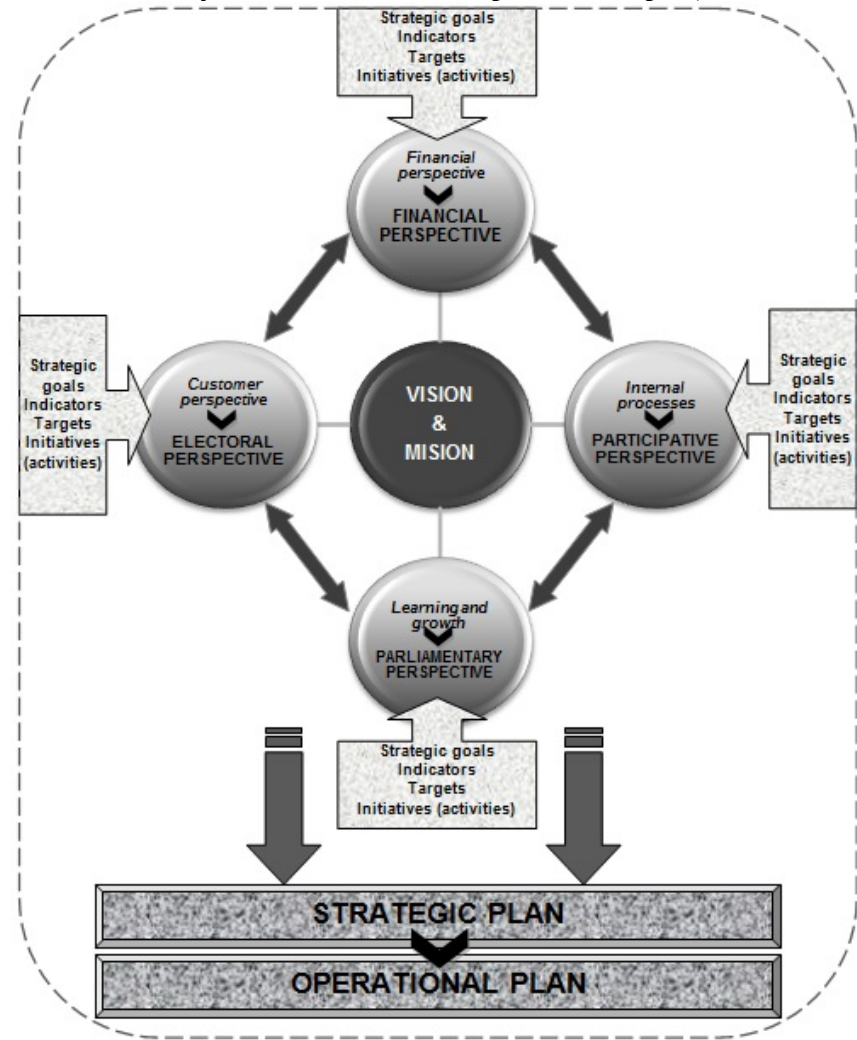 Strategic goals
Indicators
Targets
Initiatives (activities)
Financial
perspective
FINANCIAL
PERSPECTIVE
Strategic
goals
Indicators
Targets
Initiatives
(activities)
Customer
perspective
ELECTORAL
PERSPECTIVE
VISION
&
MISION
Internal
processes
PARTICIPATIVE
PERSPECTIVE
Strategic
goals
Indicators
Targets
Initiatives
(activities)
Learning and
growth
PARLIAMENTARY
PERSPECTIVE
Strategic goals
Indicators
Targets
Initiatives (activities)
STRATEGIC PLAN
OPERATIONAL PLAN